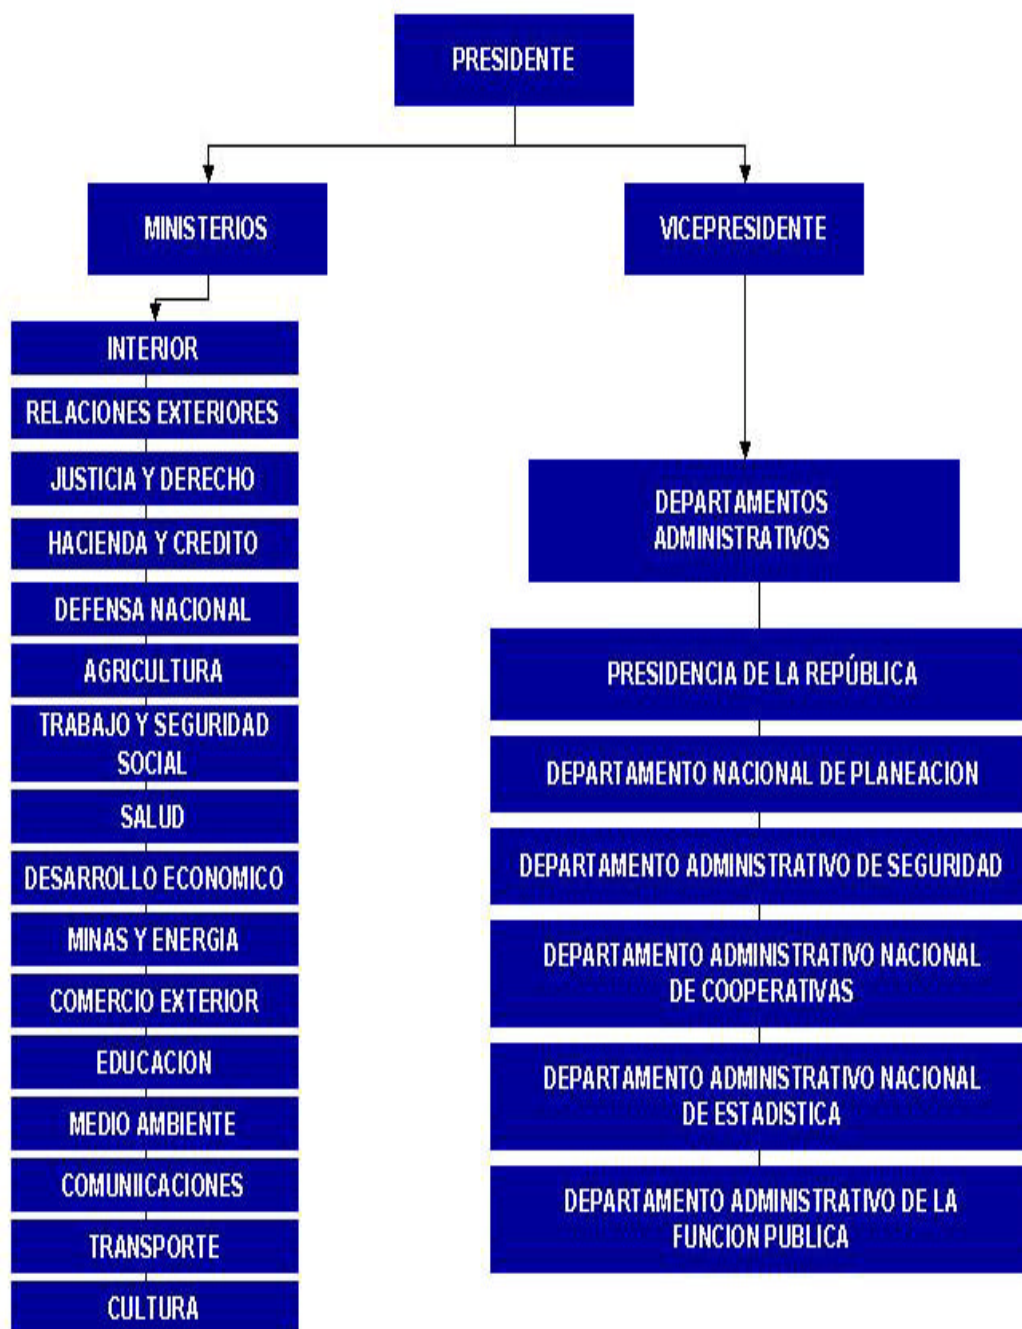 PRESIDENTE
MINISTERIOS
VICEPRESIDENTE
INTERIOR
RELACIONES EXTERIORES
JUSTICIA Y DERECHO
HACIENDA Y CREDITO
DEFENSA NACIONAL
AGRICULTURA
TRABAJO Y SEGURIDAD
SOCIAL
SALUD
DESARROLLO ECONOMICO
MINAS Y ENERGIA
COMERCIO EXTERIOR
EDUCACION
MEDIO AMBIENTE
COMUNIICACIONES
TRANSPORTE
CULTURA
DEPARTAMENTOS
ADMINISTRATIVOS
PRESIDENCIA DE LA REPÚBLICA
DEPARTAMENTO NACIONAL DE PLANEACION
DEPARTAMENTO ADMINISTRATIVO DE SEGURIDAD
DEPARTAMENTO ADMINISTRATIVO NACIONAL
DE COOPERATIVAS
DEPARTAMENTO ADMINISTRATIVO NACIONAL
DE ESTADISTICA
DEPARTAMENTO ADMINISTRATIVO DE LA
FUNCION PUBLICA